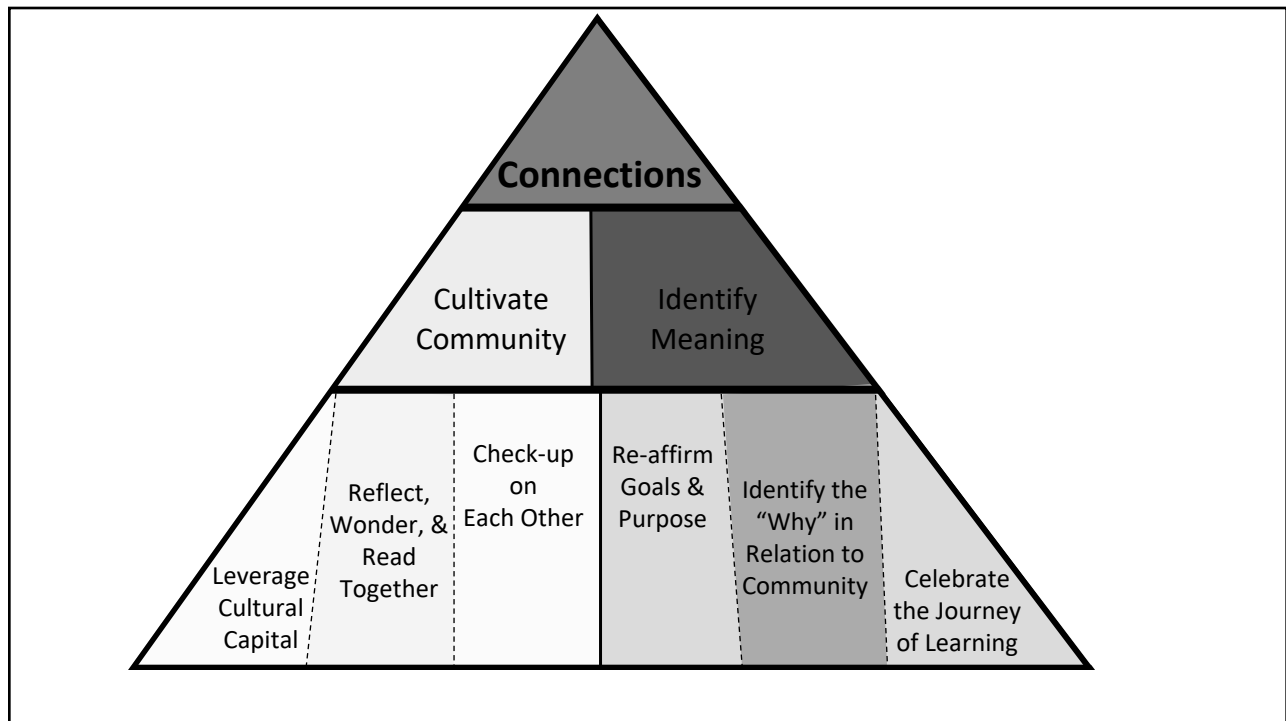 Connections
Cultivate
Community
Identify
Meaning
Leverage
Cultural
Capital
Reflect,
Wonder, &
Read
Together
Check-up
on
Each Other
Re-affirm
Goals &
Purpose
Identify the
“Why” in
Relation to
Community
Celebrate
the Journey
of Learning